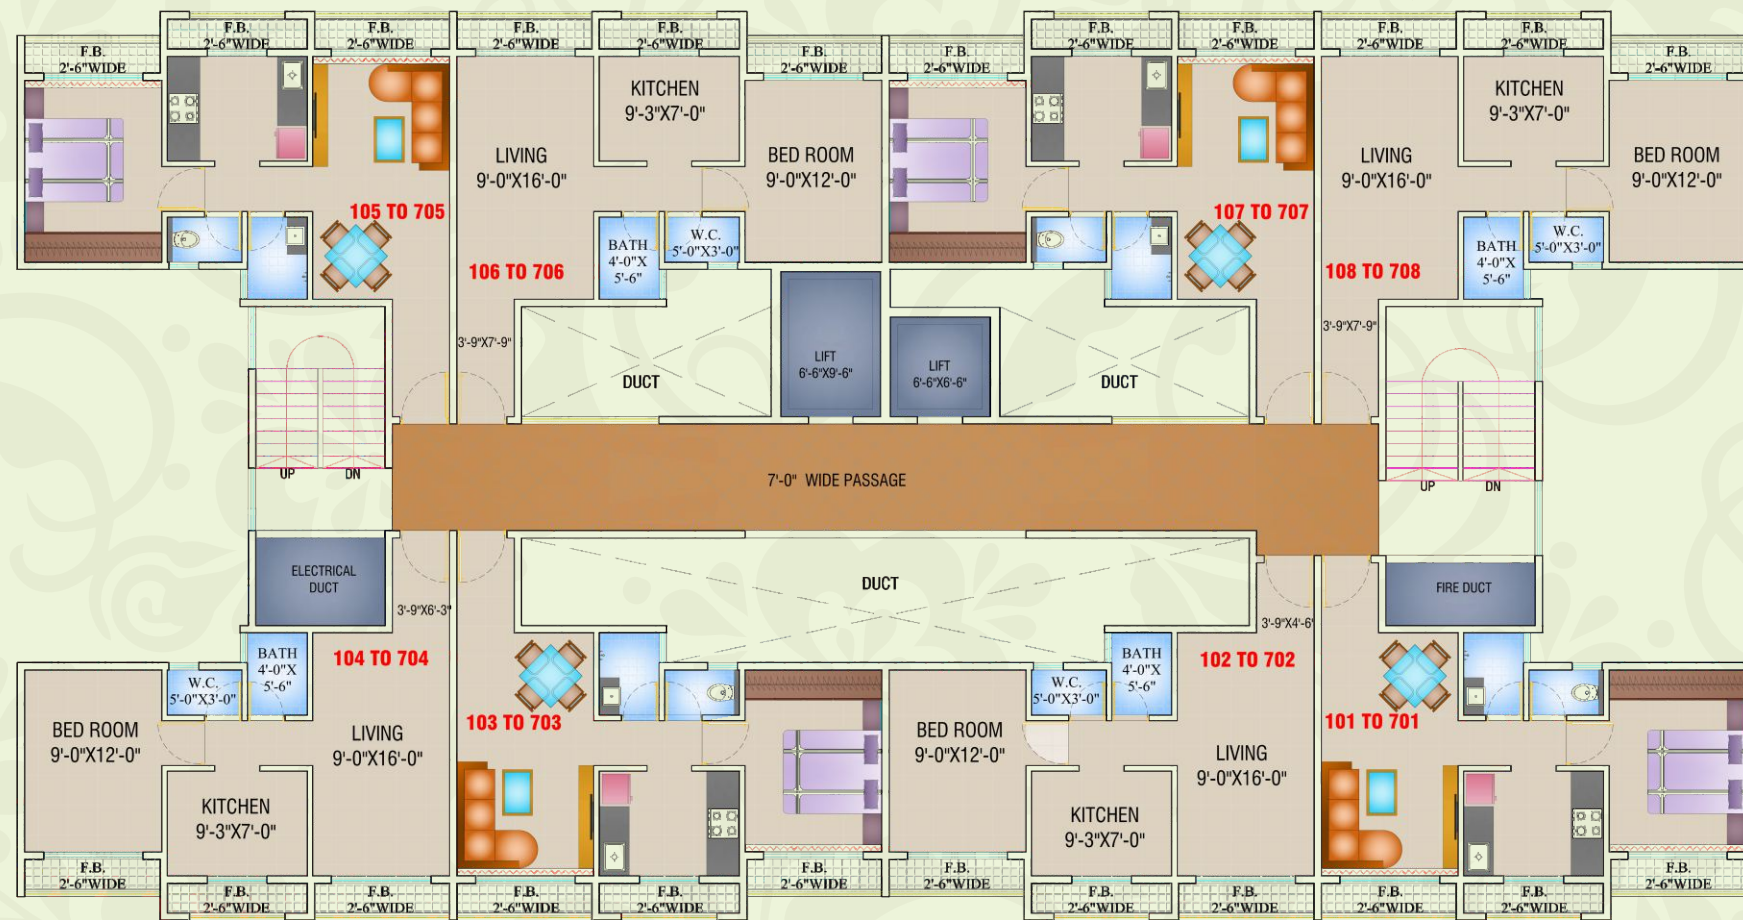 F.B.
2'-6"WIDE
F.B.
2'-6"WIDE
F.B.
2'-6"WIDE
F.B.
2'-6"WIDE
F.B.
2'-6"WIDE
F.B.
2'-6"WIDE
F.B.
2'-6"WIDE
F.B.
2'-6"WIDE
F.B.
2'-6"WIDE
F.B.
2'-6"WIDE
F.B.
2'-6"WIDE
F.B.
2'-6"WIDE
KITCHEN
9'-3"X7'-0"
KITCHEN
9'-3"X7'-0"
LIVING
9'-0"X16'-0"
BED ROOM
9'-0"X12'-0"
LIVING
9'-0"X16'-0"
BED ROOM
9'-0"X12'-0"
105 TO 705
107 TO 707
BATH
4'-0"X
5'-6"
W.C.
5'-0"X3'-0"
BATH
4'-0"X
5'-6"
W.C.
5'-0"X3'-0"
106 TO 706
108 TO 708
3'-9"X7'-9"
3'-9"X7'-9"
DUCT
LIFT
6'-6"X9'-6"
LIFT
6'-6"X6'-6"
DUCT
UP
DN
7'-0" WIDE PASSAGE
UP
DN
ELECTRICAL
DUCT
DUCT
FIRE DUCT
3'-9"X6'-3"
3'-9"X4'-6"
104 TO 704
BATH
4'-0"X
5'-6"
W.C.
5'-0"X3'-0"
102 TO 702
BATH
4'-0"X
5'-6"
W.C.
5'-0"X3'-0"
103 TO 703
101 TO 701
BED ROOM
9'-0"X12'-0"
LIVING
9'-0"X16'-0"
BED ROOM
9'-0"X12'-0"
LIVING
9'-0"X16'-0"
KITCHEN
9'-3"X7'-0"
KITCHEN
9'-3"X7'-0"
F.B.
2'-6"WIDE
F.B.
2'-6"WIDE
F.B.
2'-6"WIDE
F.B.
2'-6"WIDE
F.B.
2'-6"WIDE
F.B.
2'-6"WIDE
F.B.
2'-6"WIDE
F.B.
2'-6"WIDE
F.B.
2'-6"WIDE
F.B.
2'-6"WIDE
F.B.
2'-6"WIDE
F.B.
2'-6"WIDE